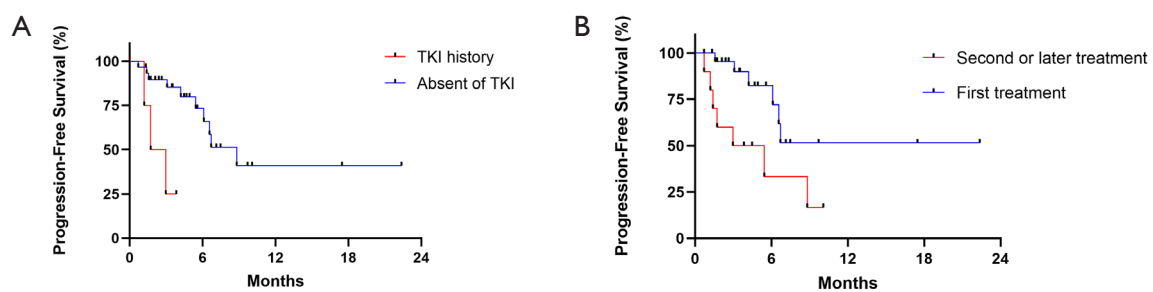 A
Progression-Free Survival (%)
100
75
50
25
0
0 6 12 18 24
Months
TKI history
Absent of TKI
B
Progression-Free Survival (%)
100
75
50
25
0
0 6 12 18 24
Months
Second or later treatment
First treatment